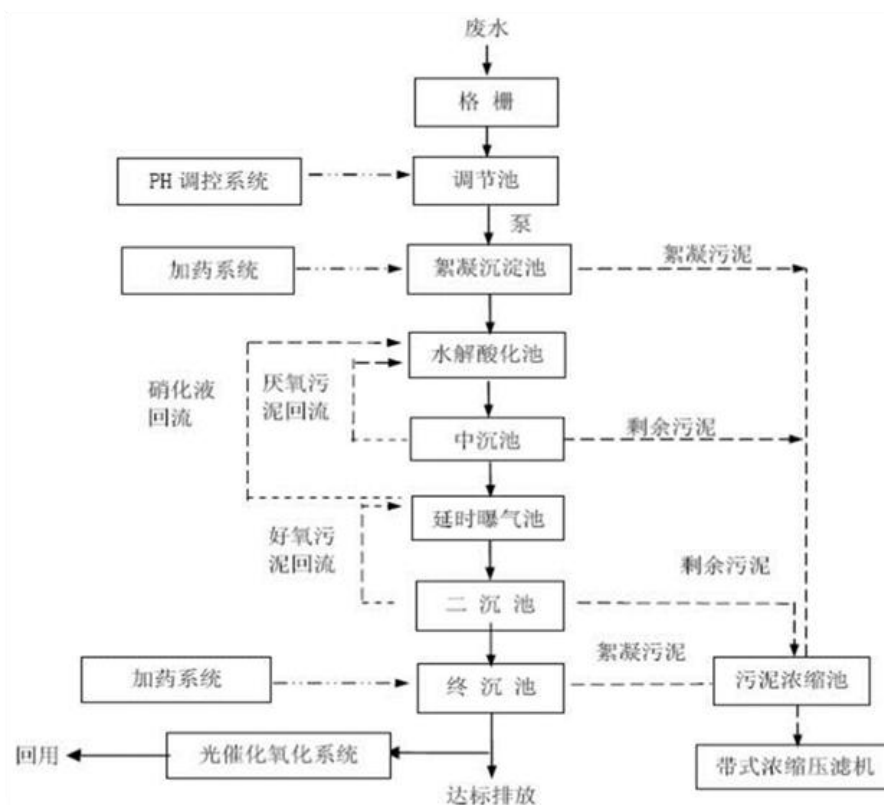 废水
格 栅
PH 调控系统
调节池
泵
加药系统
絮凝沉淀池
絮凝污泥
水解酸化池
硝化液
回流
厌氧污
泥回流
中沉池
剩余污泥
延时曝气池
好氧污
泥回流
剩余污泥
二 沉 池
絮凝污泥
加药系统
终 沉 池
污泥浓缩池
回用
光催化氧化系统
带式浓缩压滤机
达标排放